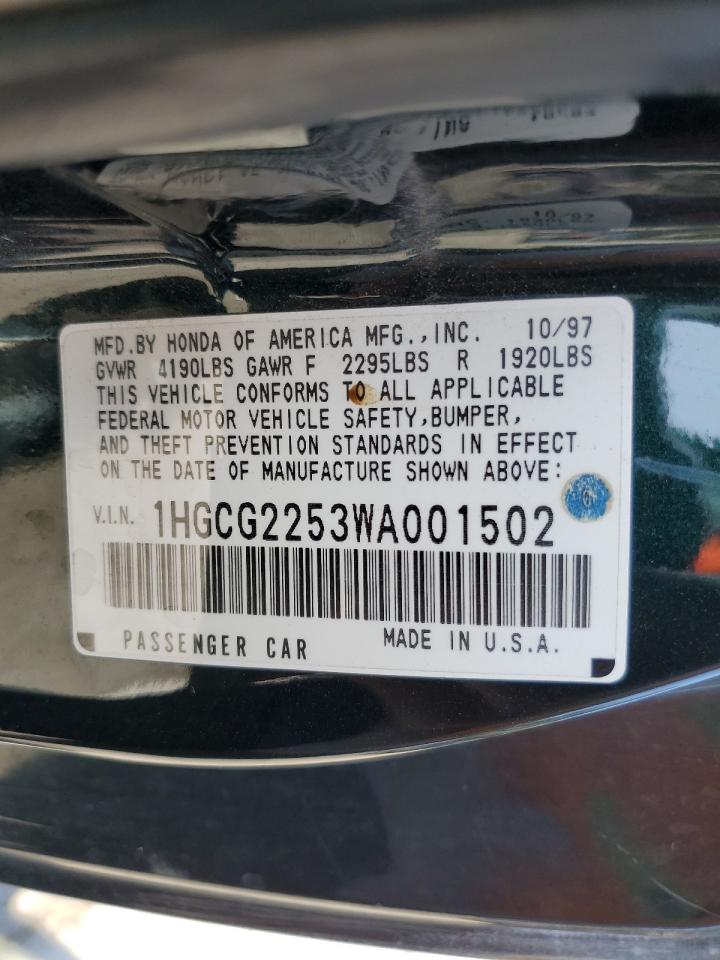 MFD.BY HONDA OF AMERICA MFG.,INC. 10/97
GVWR 4190LBS GAWR F 2295LBS R 1920LBS
THIS VEHICLE CONFORMS TO ALL APPLICABLE
FEDERAL MOTOR VEHICLE SAFETY,BUMPER,
AND THEFT PREVENTION STANDARDS IN EFFECT
ON THE DATE OF MANUFACTURE SHOWN ABOVE:
V.I.N. 1HGCG2253WA001502
PASSENGER CAR MADE IN U.S.A.